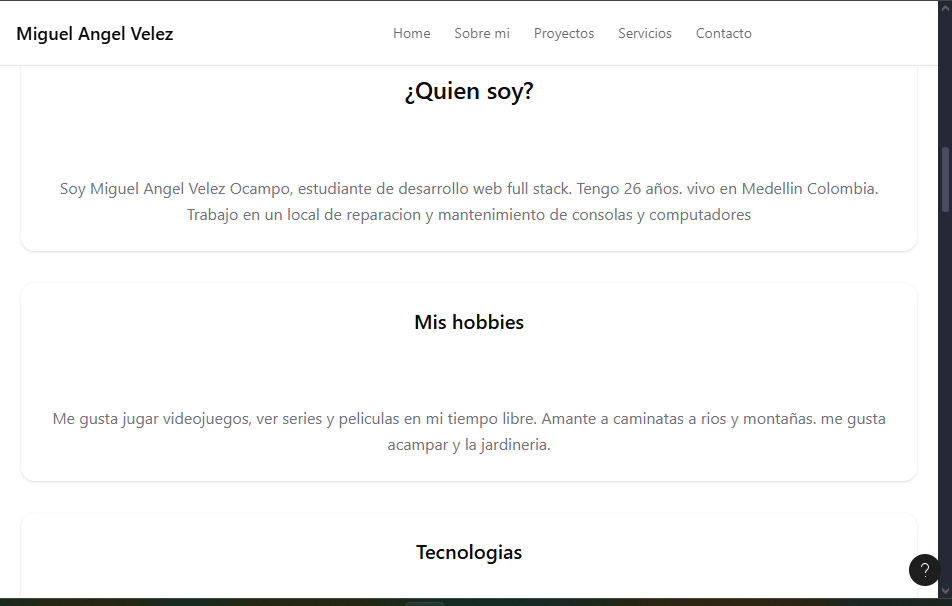 Miguel Angel Velez
Home Sobre mi Proyectos Servicios Contacto
¿Quien soy?
Soy Miguel Angel Velez Ocampo, estudiante de desarrollo web full stack. Tengo 26 años. vivo en Medellin Colombia.
Trabajo en un local de reparacion y mantenimiento de consolas y computadores
Mis hobbies
Me gusta jugar videojuegos, ver series y peliculas en mi tiempo libre. Amante a caminatas a rios y montañas. me gusta
acampar y la jardineria.
Tecnologias
?